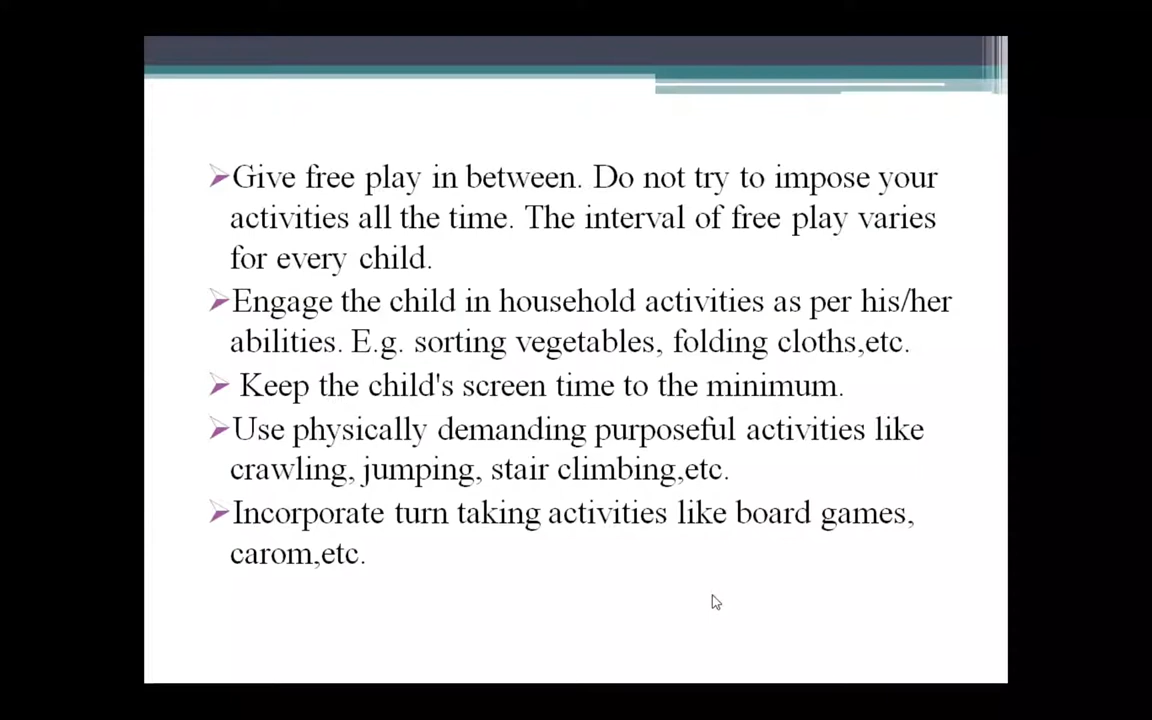 ➢Give free play in between. Do not try to impose your
activities all the time. The interval of free play varies
for every child.
➢Engage the child in household activities as per his/her
abilities. E.g. sorting vegetables, folding cloths,etc.
➢ Keep the child's screen time to the minimum.
➢Use physically demanding purposeful activities like
crawling, jumping, stair climbing,etc.
➢Incorporate turn taking activities like board games,
carom,etc.